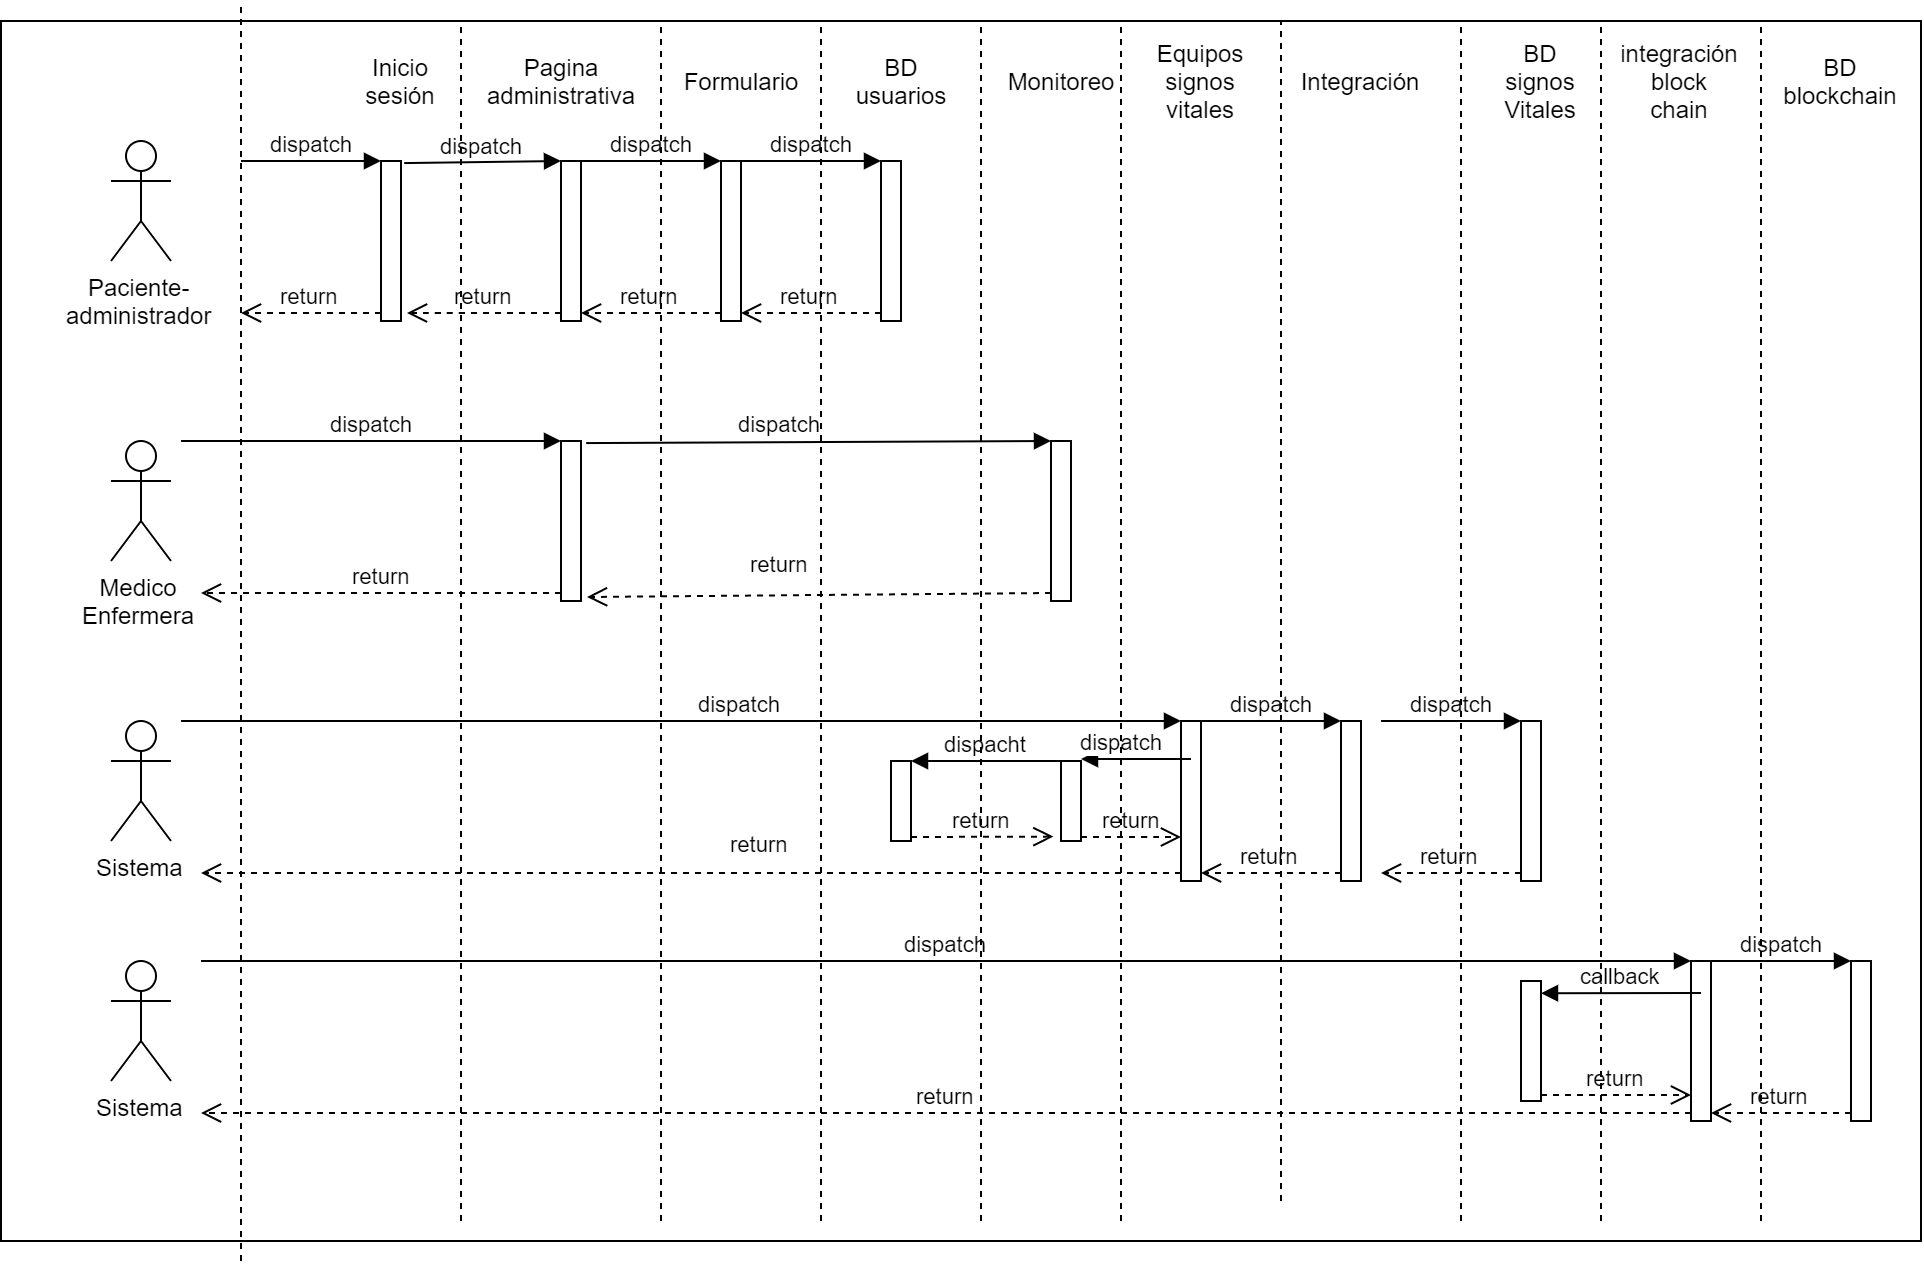 Inicio
sesión
Pagina
administrativa
Formulario
BD
usuarios
Monitoreo
Equipos
signos
vitales
Integración
BD
signos
Vitales
integración
block
chain
BD
blockchain
dispatch
dispatch
dispatch
dispatch
return
return
return
return
Paciente-
administrador
dispatch
dispatch
return
return
Medico
Enfermera
dispatch
dispatch
dispatch
dispacht
dispatch
return
return
return
return
return
Sistema
dispatch
dispatch
callback
return
return
return
Sistema